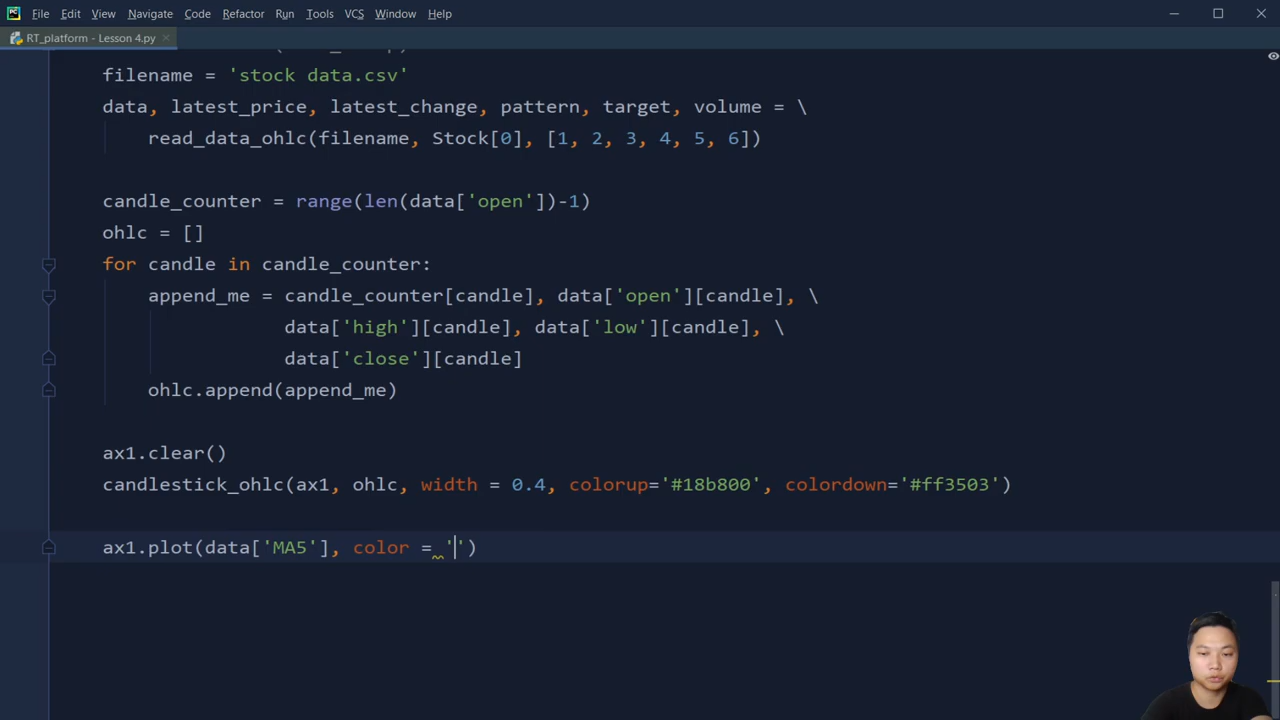 PC File Edit View Navigate Code Refactor Run Tools VCS Window Help
RT_platform - Lesson 4.py
filename = 'stock data.csv'
data, latest_price, latest_change, pattern, target, volume = \
read_data_ohlc(filename, Stock[0], [1, 2, 3, 4, 5, 6])
candle_counter = range(len(data['open'])-1)
ohlc = []
for candle in candle_counter:
append_me = candle_counter[candle], data['open'][candle], \
data['high'][candle], data['low'][candle], \
data['close'][candle]
ohlc.append(append_me)
ax1.clear()
candlestick_ohlc(ax1, ohlc, width = 0.4, colorup='#18b800', colordown='#ff3503')
ax1.plot(data['MA5'], color = '')